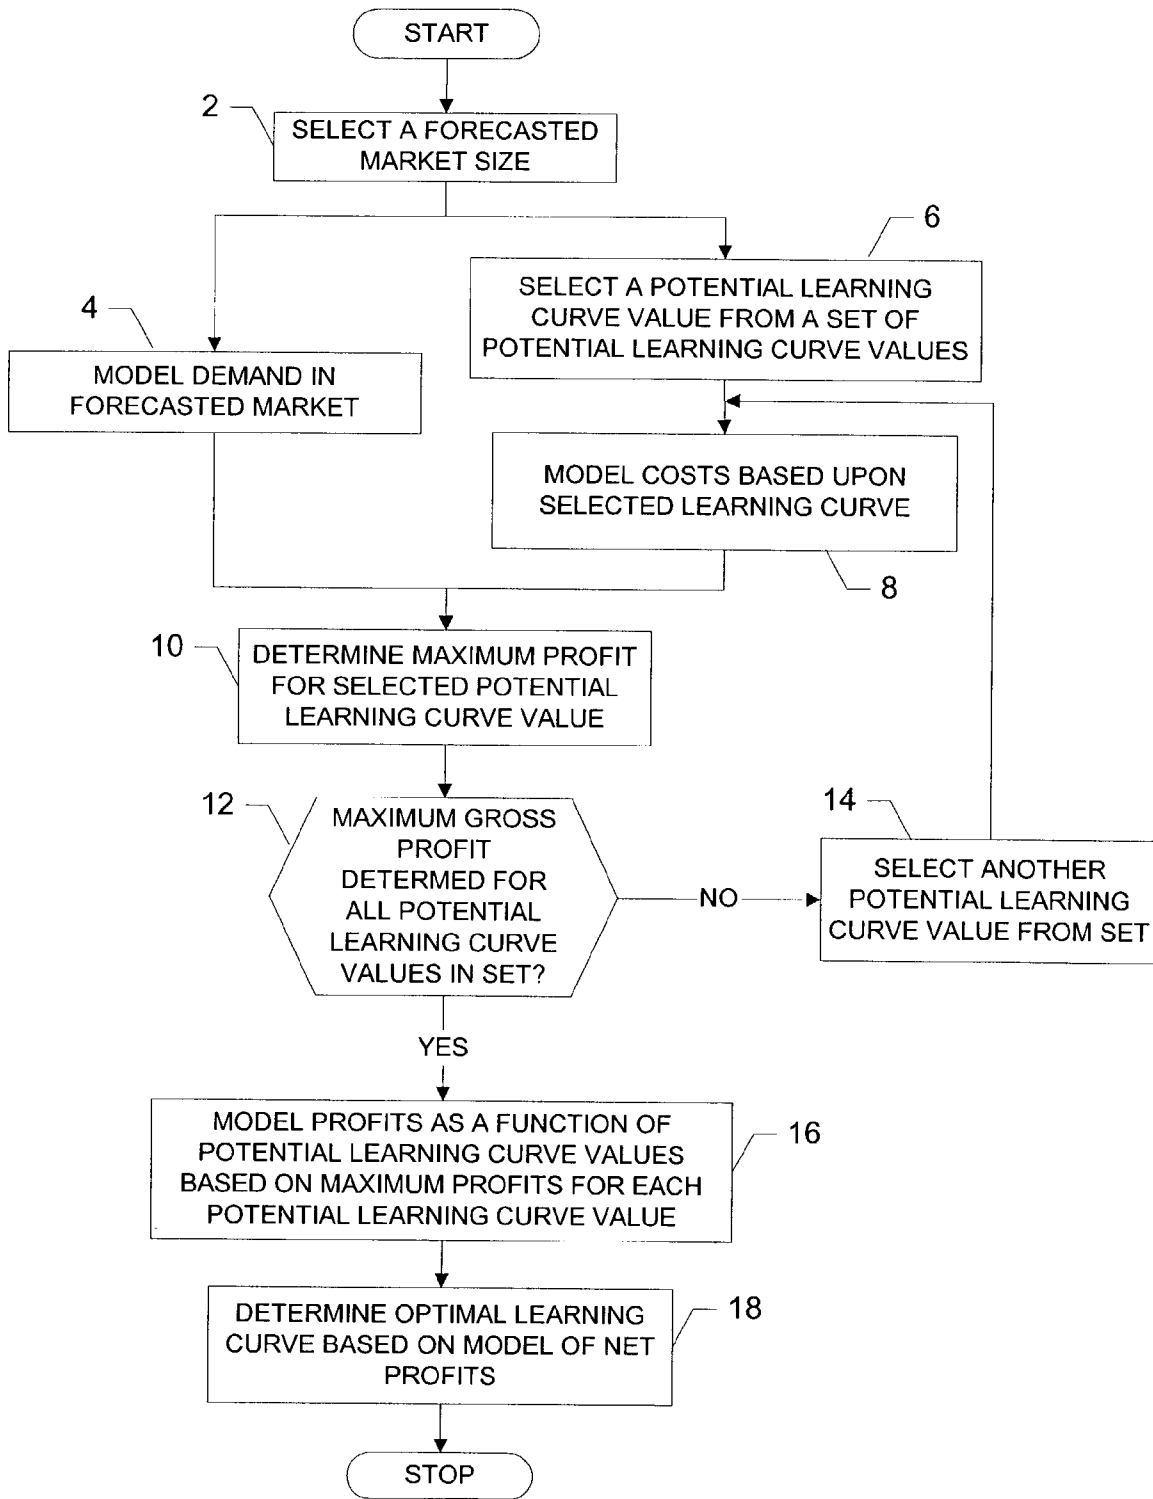 START
2
SELECT A FORECASTED
MARKET SIZE
6
SELECT A POTENTIAL LEARNING
CURVE VALUE FROM A SET OF
POTENTIAL LEARNING CURVE VALUES
4
MODEL DEMAND IN
FORECASTED MARKET
MODEL COSTS BASED UPON
SELECTED LEARNING CURVE
8
10
DETERMINE MAXIMUM PROFIT
FOR SELECTED POTENTIAL
LEARNING CURVE VALUE
12
MAXIMUM GROSS
PROFIT
DETERMED FOR
ALL POTENTIAL
LEARNING CURVE
VALUES IN SET?
NO
14
SELECT ANOTHER
POTENTIAL LEARNING
CURVE VALUE FROM SET
YES
MODEL PROFITS AS A FUNCTION OF
POTENTIAL LEARNING CURVE VALUES
BASED ON MAXIMUM PROFITS FOR EACH
POTENTIAL LEARNING CURVE VALUE
16
DETERMINE OPTIMAL LEARNING
CURVE BASED ON MODEL OF NET
PROFITS
18
STOP